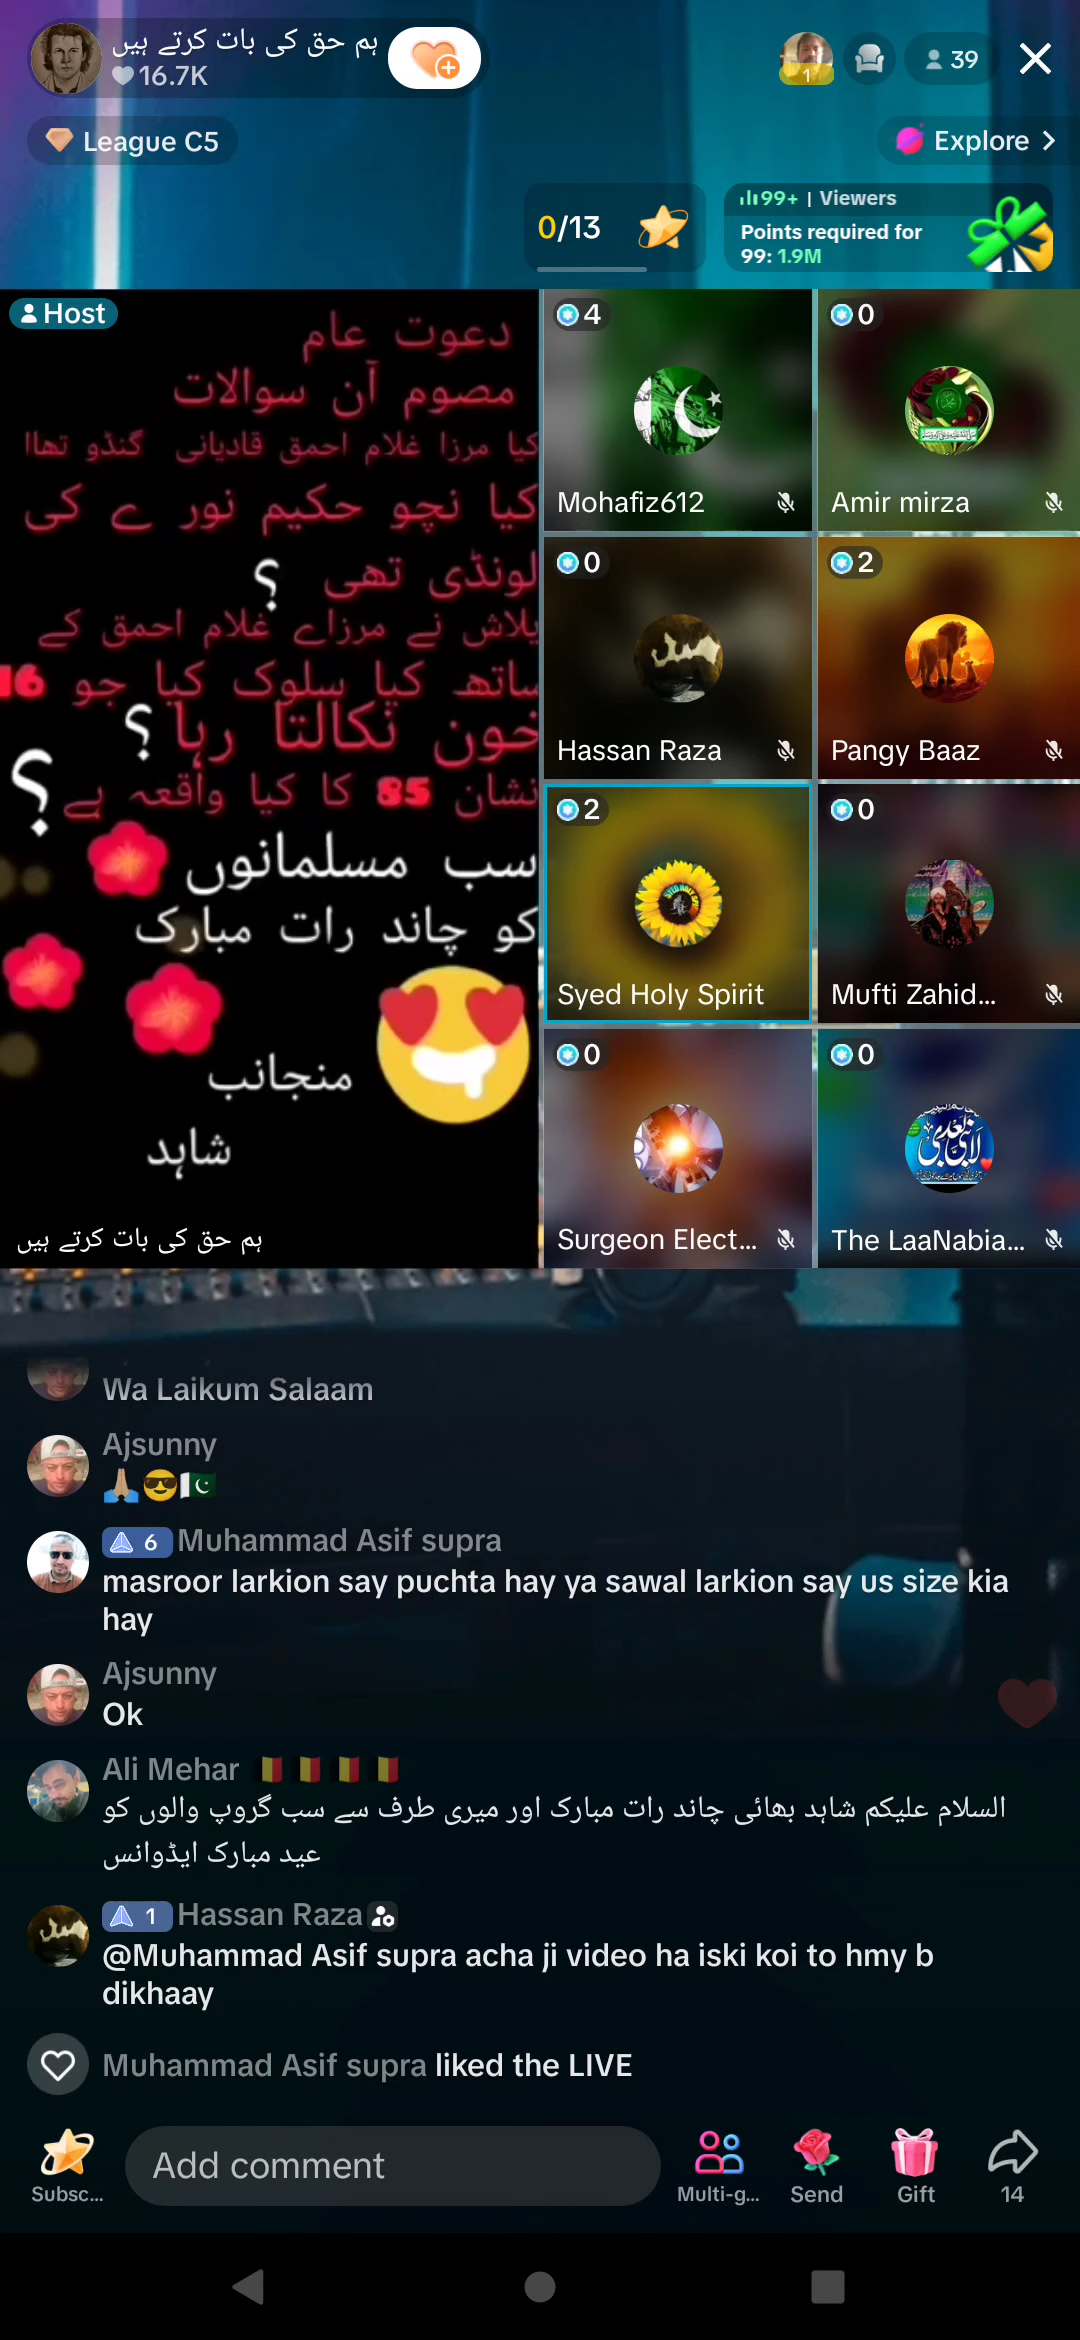 ہم حق کی بات کرتے ہیں
16.7K
1
39
League C5
Explore
0/13
99+ | Viewers
Points required for
99: 1.9M
Host
دعوت عام
مصوم آن سوالات
کیا مرزا غلام احمق قادیانی گنڈو تھاا
کیا نچو حکیم نور ے کی
لونڈی تھی ؟
یلاش نے مرزاے غلام احمق کے
ساتھ کیا سلوک کیا جو 16
خون نکالتا رہا ؟
نشان 85 کا کیا واقعہ ہے ؟
سب مسلمانوں
کو چاند رات مبارک
منجانب
شاہد
ہم حق کی بات کرتے ہیں
4
Mohafiz612
0
Amir mirza
0
Hassan Raza
2
Pangy Baaz
2
Syed Holy Spirit
0
Mufti Zahid...
0
Surgeon Elect...
0
The LaaNabia...
Wa Laikum Salaam
Ajsunny
🙏🏽😎🇵🇰
6 Muhammad Asif supra
masroor larkion say puchta hay ya sawal larkion say us size kia
hay
Ajsunny
Ok
Ali Mehar
السلام علیکم شاہد بھائی چاند رات مبارک اور میری طرف سے سب گروپ والوں کو
عید مبارک ایڈوانس
1 Hassan Raza
@Muhammad Asif supra acha ji video ha iski koi to hmy b
dikhaay
Muhammad Asif supra liked the LIVE
Add comment
Subsc...
Multi-g...
Send
Gift
14